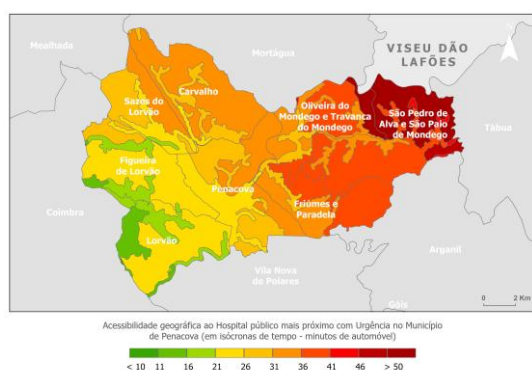 Mealhada
Mortágua
VISEU DÃO
LAFÕES
Carvalho
Sazes do
Lorvão
Oliveira do
Mondego e Travanca
do Mondego
São Pedro de
Alva e São Paio
de Mondego
Tábua
Figueira
de Lorvão
Penacova
Friúmes e
Paradela
Coimbra
Lorvão
Arganil
Vila Nova
de Poiares
Góis
0 2 Km
Acessibilidade geográfica ao Hospital público mais próximo com Urgência no Município
de Penacova (em isócronas de tempo - minutos de automóvel)
< 10 11 16 21 26 31 36 41 46 > 50